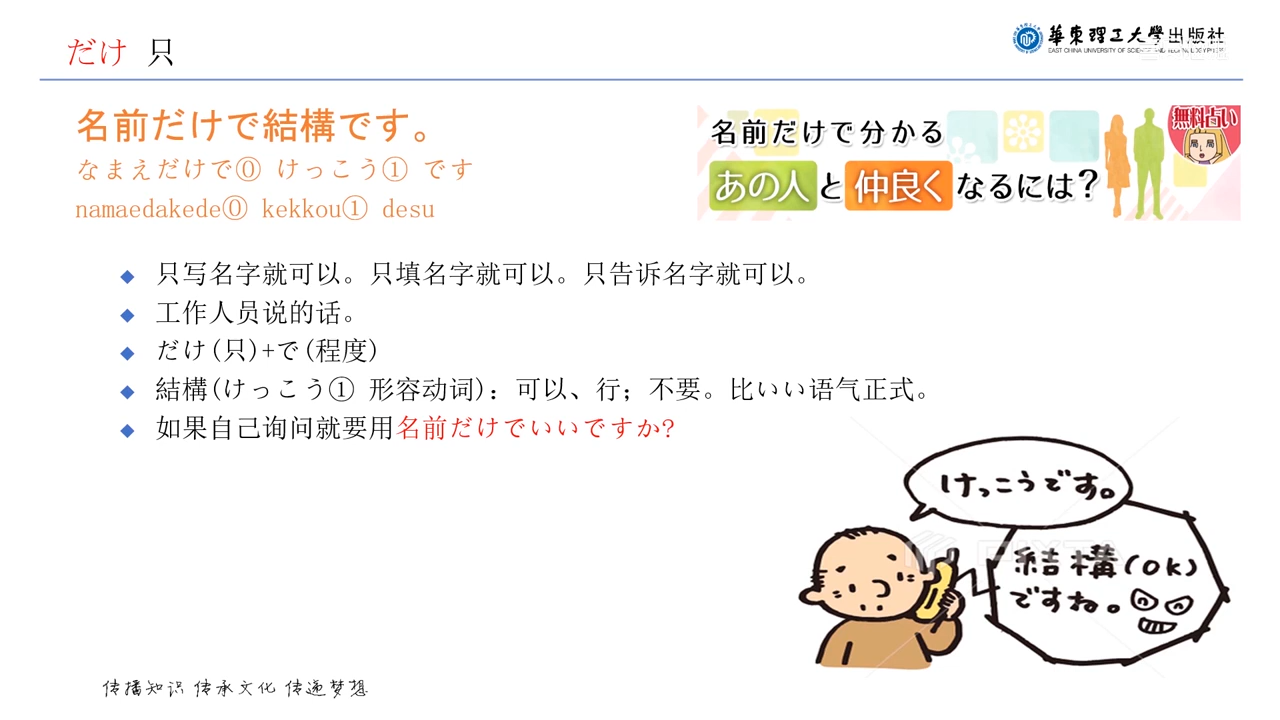 だけ 只
華東理工大學出版社
名前だけで結構です。
なまえだけで⓪ けっこう① です
namaedakede⓪ kekkou① desu
名前だけで分かる
あの人と仲良くなるには?
無料占い
局 局
◆ 只写名字就可以。只填名字就可以。只告诉名字就可以。
◆ 工作人员说的话。
◆ だけ(只)+で(程度)
◆ 結構(けっこう① 形容动词): 可以、行; 不要。比いい语气正式。
◆ 如果自己询问就要用名前だけでいいですか?
けっこうです。
結構(ok)
ですね。
PIXTA
传播知识 传承文化 传递梦想